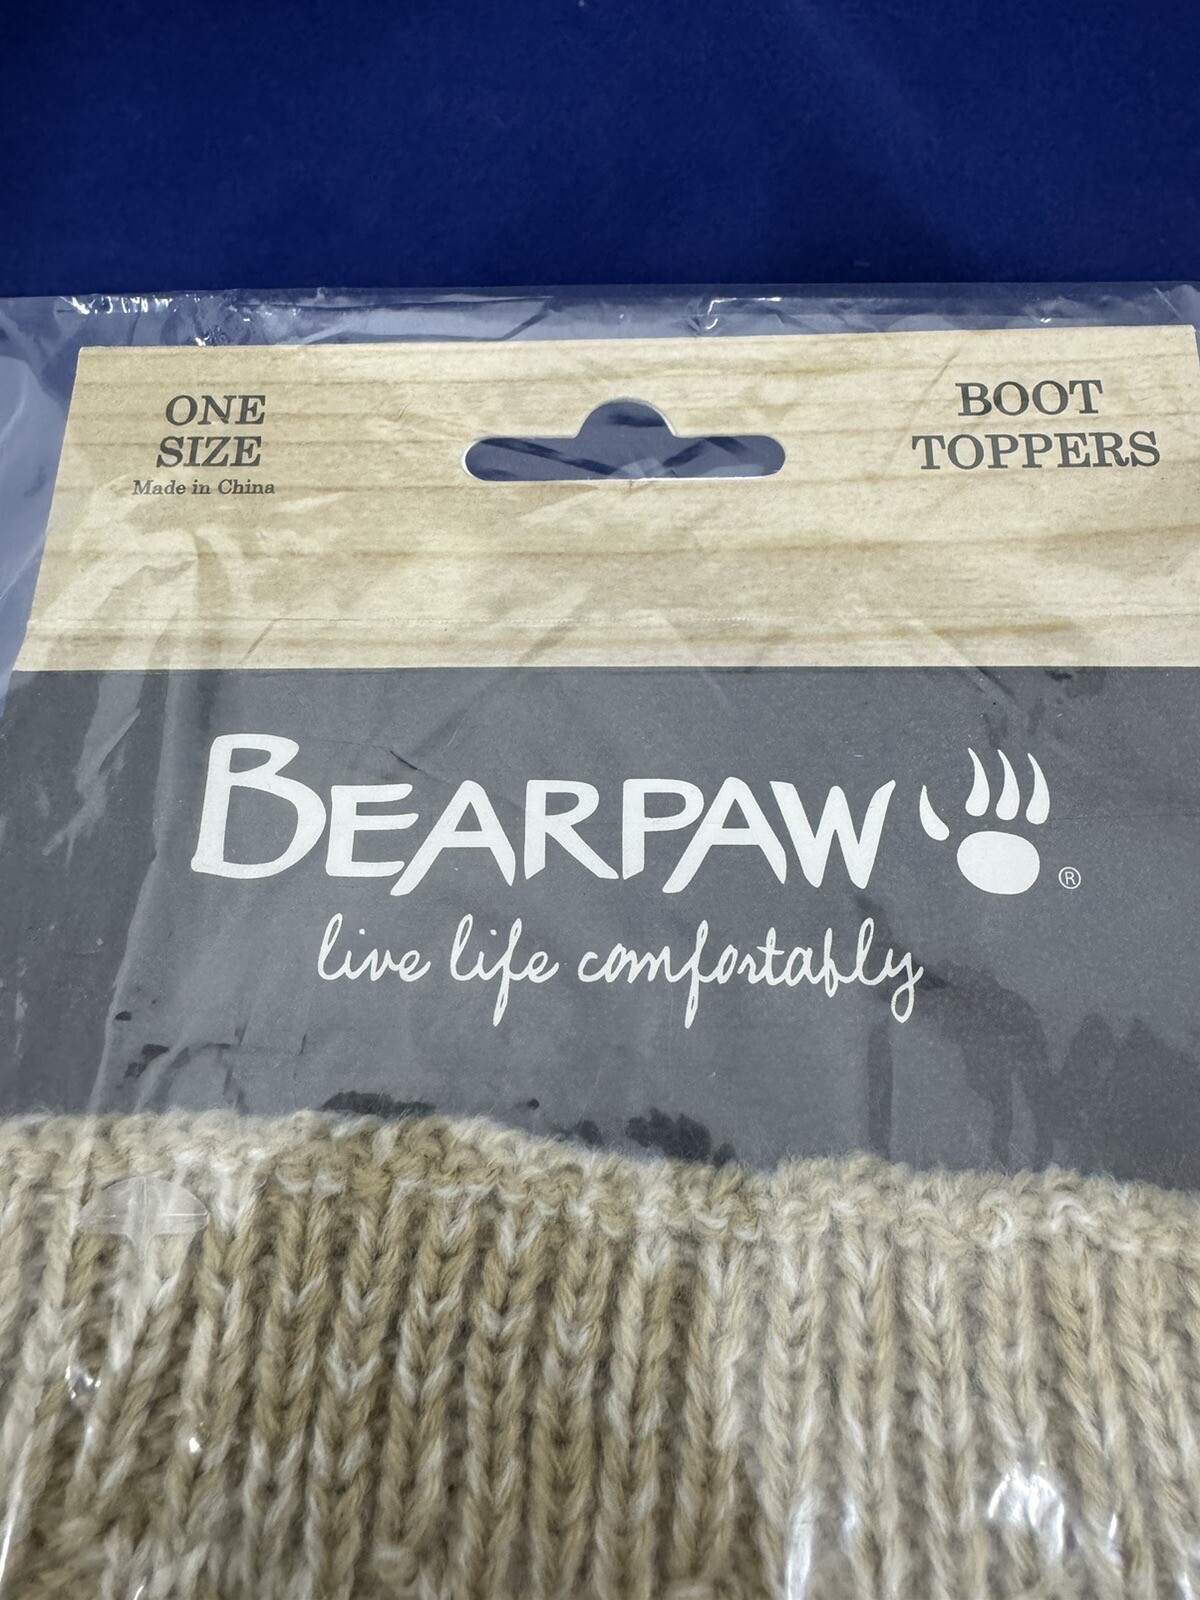 ONE
SIZE
Made in China
BOOT
TOPPERS
BEARPAW ®
live life comfortably